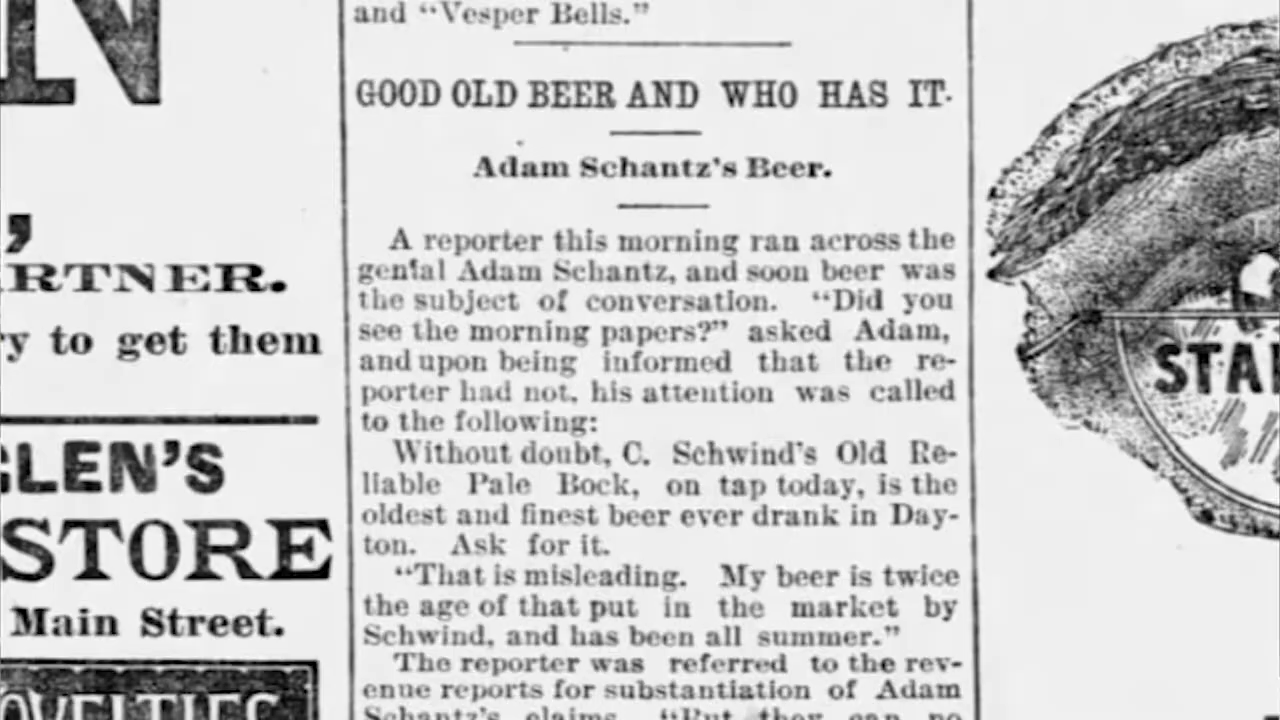 and "Vesper Bells."
GOOD OLD BEER AND WHO HAS IT.
Adam Schantz's Beer.
A reporter this morning ran across the
genial Adam Schantz, and soon beer was
the subject of conversation. "Did you
see the morning papers?" asked Adam,
and upon being informed that the re-
porter had not, his attention was called
to the following:
Without doubt, C. Schwind's Old Re-
liable Pale Bock, on tap today, is the
oldest and finest beer ever drank in Day-
ton. Ask for it.
"That is misleading. My beer is twice
the age of that put in the market by
Schwind, and has been all summer."
The reporter was referred to the rev-
enue reports for substantiation of Adam
Schantz's claims. "But they can no
RTNER.
y to get them
GLEN'S
STORE
Main Street.
OVELTIES
STAR